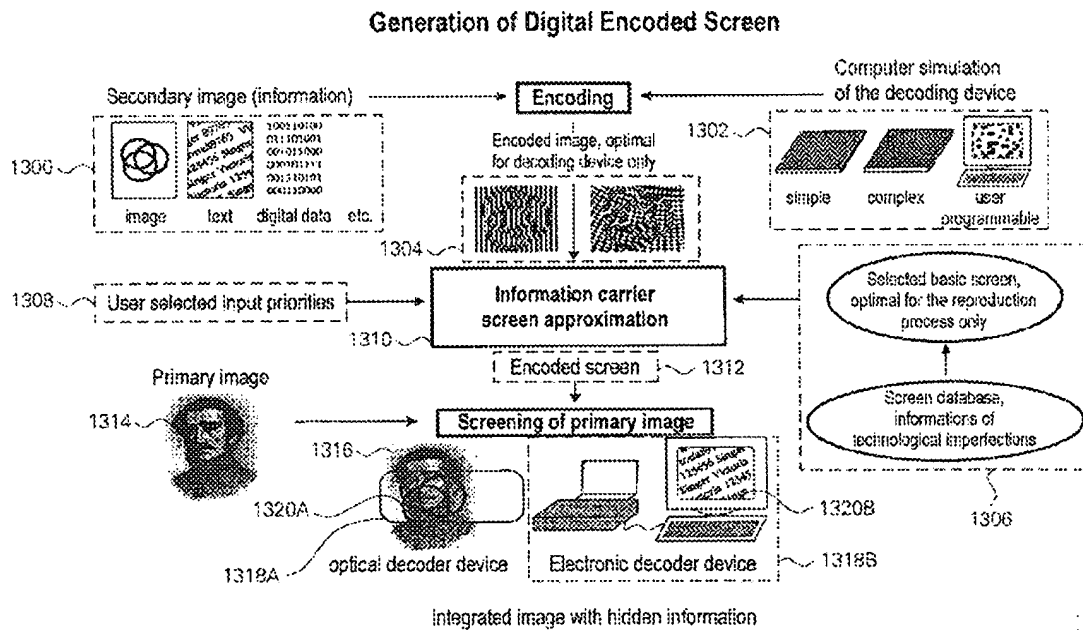 Generation of Digital Encoded Screen
Secondary image (information)
Encoding
Computer simulation
of the decoding device
1300
image
text
digital data
etc.
Encoded image, optimal
for decoding device only
1304
1302
simple
complex
user
programmable
1308
User selected input priorities
Information carrier
screen approximation
1310
Selected basic screen,
optimal for the reproduction
process only
Encoded screen
1312
Primary image
1314
Screening of primary image
Screen database,
informations of
technological imperfections
1306
1316
1320A
1318A
optical decoder device
123456 Singer
1320B
Electronic decoder device
1318B
Integrated image with hidden information